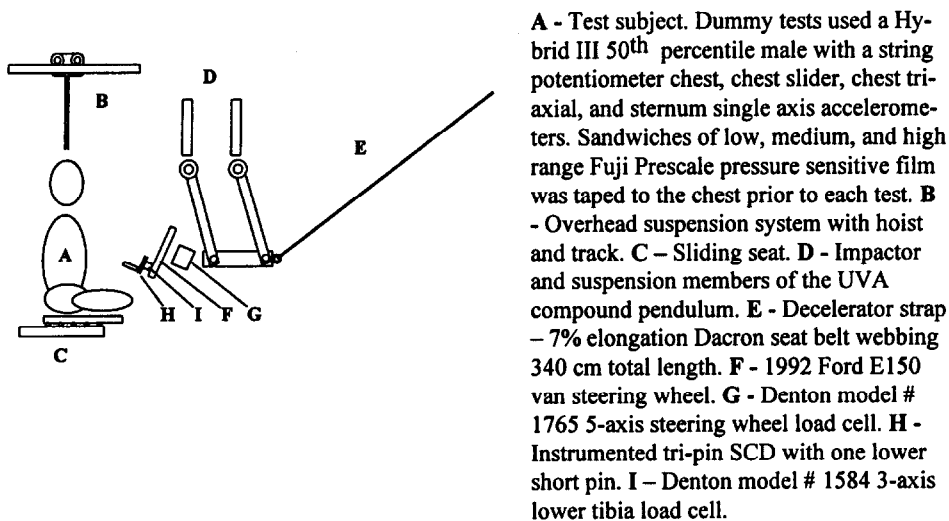 A - Test subject. Dummy tests used a Hy-
brid III 50th percentile male with a string
potentiometer chest, chest slider, chest tri-
axial, and sternum single axis accelerome-
ters. Sandwiches of low, medium, and high
range Fuji Prescale pressure sensitive film
was taped to the chest prior to each test. B
- Overhead suspension system with hoist
and track. C – Sliding seat. D - Impactor
and suspension members of the UVA
compound pendulum. E - Decelerator strap
– 7% elongation Dacron seat belt webbing
340 cm total length. F - 1992 Ford E150
van steering wheel. G - Denton model #
1765 5-axis steering wheel load cell. H -
Instrumented tri-pin SCD with one lower
short pin. I – Denton model # 1584 3-axis
lower tibia load cell.
D
B
E
A
H I F G
C